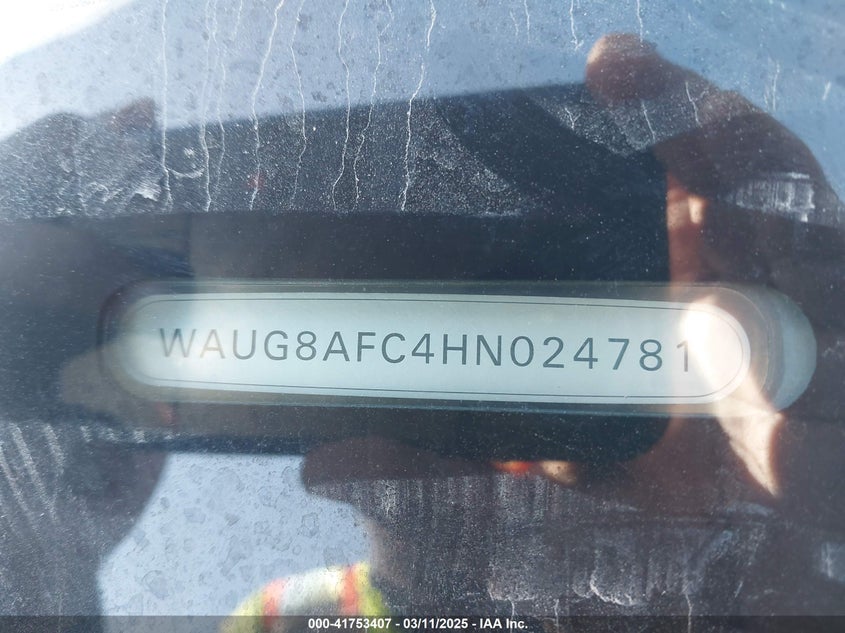 WAUG8AFC4HN024781
000-41753407 - 03/11/2025 - IAA Inc.